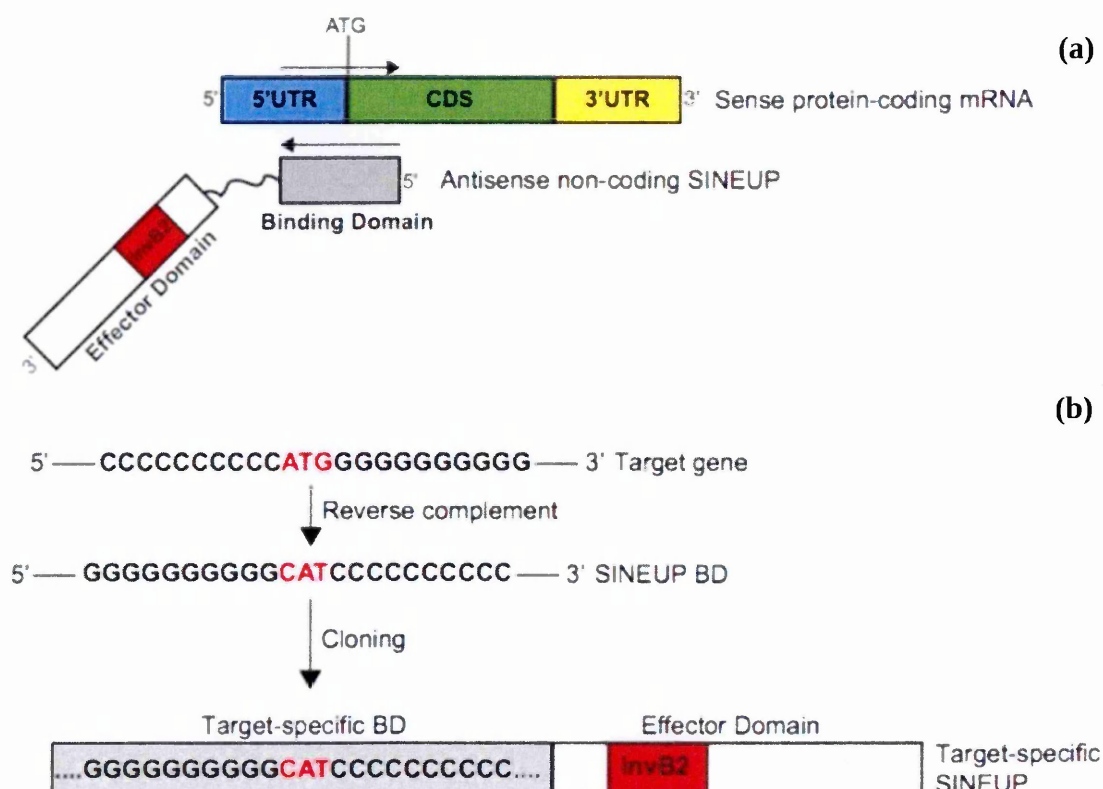 (a)
ATG
5' 5'UTR CDS 3'UTR 3' Sense protein-coding mRNA
5' Antisense non-coding SINEUP
Binding Domain
InvB2
Effector Domain
3'
(b)
5' CCCCCCCCCCATGGGGGGGGGGG 3' Target gene
Reverse complement
5' GGGGGGGGGGCATCCCCCCCCCC 3' SINEUP BD
Cloning
Target-specific BD Effector Domain
....GGGGGGGGGGCATCCCCCCCCCC.... InvB2 Target-specific
SINEUP